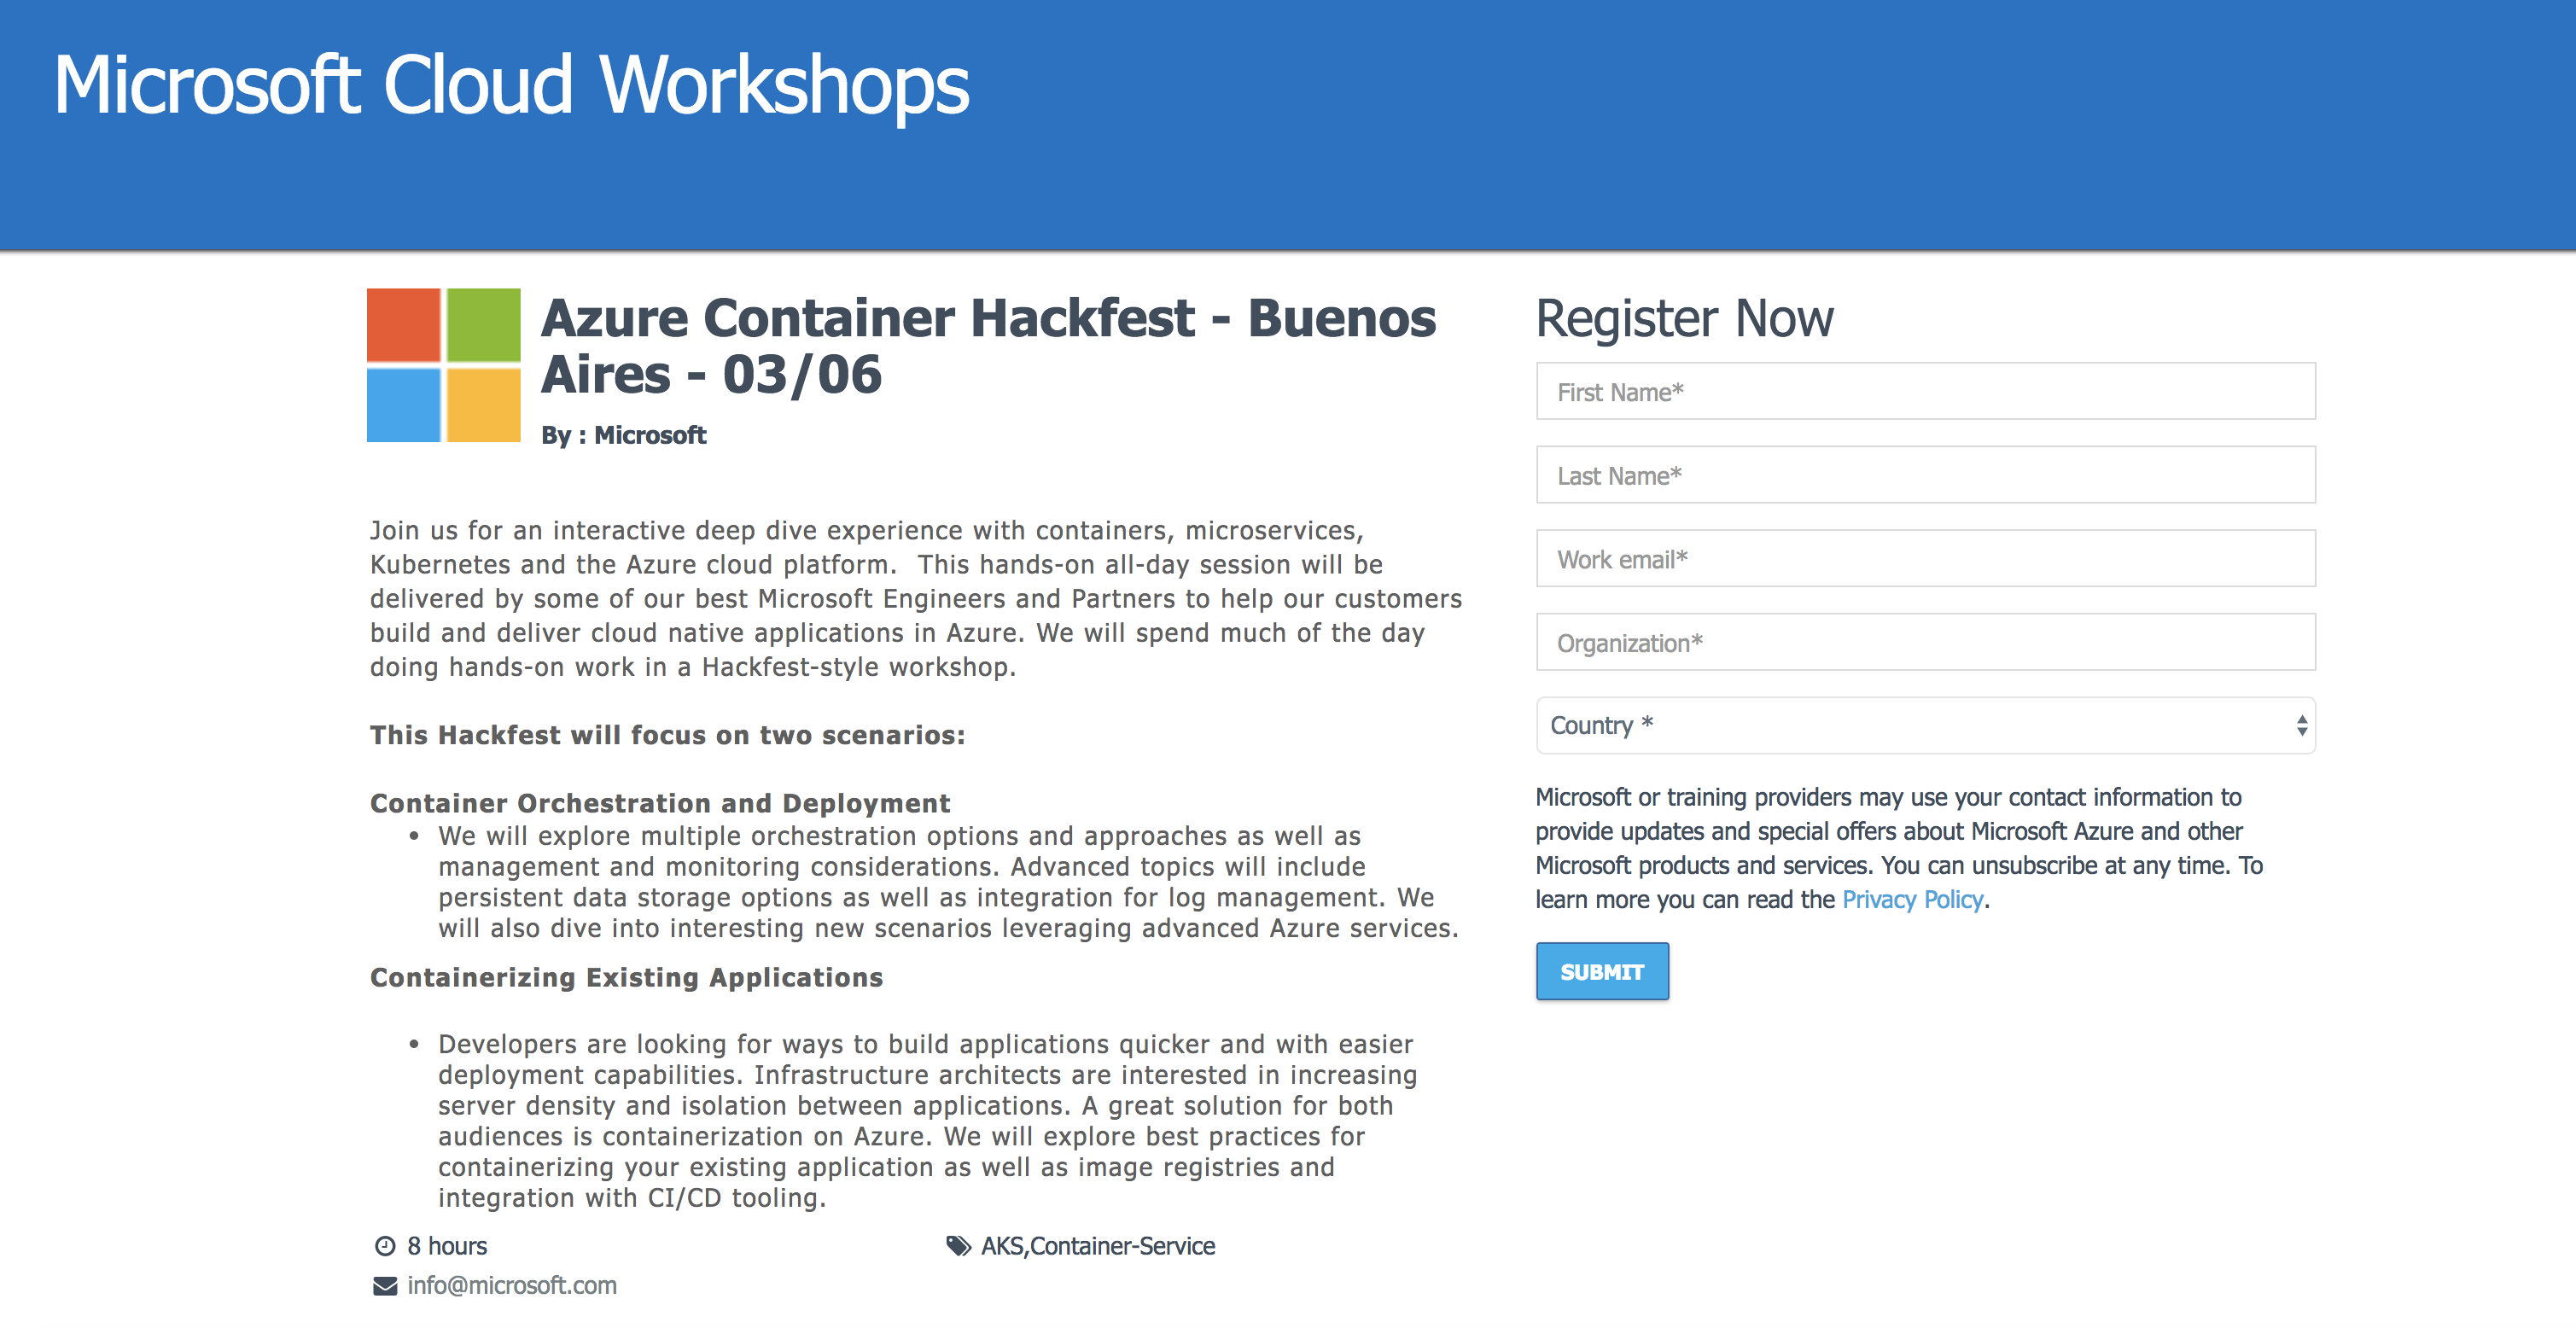 Microsoft Cloud Workshops
Azure Container Hackfest - Buenos
Aires - 03/06
By : Microsoft
Join us for an interactive deep dive experience with containers, microservices,
Kubernetes and the Azure cloud platform.  This hands-on all-day session will be
delivered by some of our best Microsoft Engineers and Partners to help our customers
build and deliver cloud native applications in Azure. We will spend much of the day
doing hands-on work in a Hackfest-style workshop.
This Hackfest will focus on two scenarios:
Container Orchestration and Deployment
• We will explore multiple orchestration options and approaches as well as
management and monitoring considerations. Advanced topics will include
persistent data storage options as well as integration for log management. We
will also dive into interesting new scenarios leveraging advanced Azure services.
Containerizing Existing Applications
• Developers are looking for ways to build applications quicker and with easier
deployment capabilities. Infrastructure architects are interested in increasing
server density and isolation between applications. A great solution for both
audiences is containerization on Azure. We will explore best practices for
containerizing your existing application as well as image registries and
integration with CI/CD tooling.
8 hours
AKS,Container-Service
info@microsoft.com
Register Now
First Name*
Last Name*
Work email*
Organization*
Country *
Microsoft or training providers may use your contact information to
provide updates and special offers about Microsoft Azure and other
Microsoft products and services. You can unsubscribe at any time. To
learn more you can read the Privacy Policy.
SUBMIT